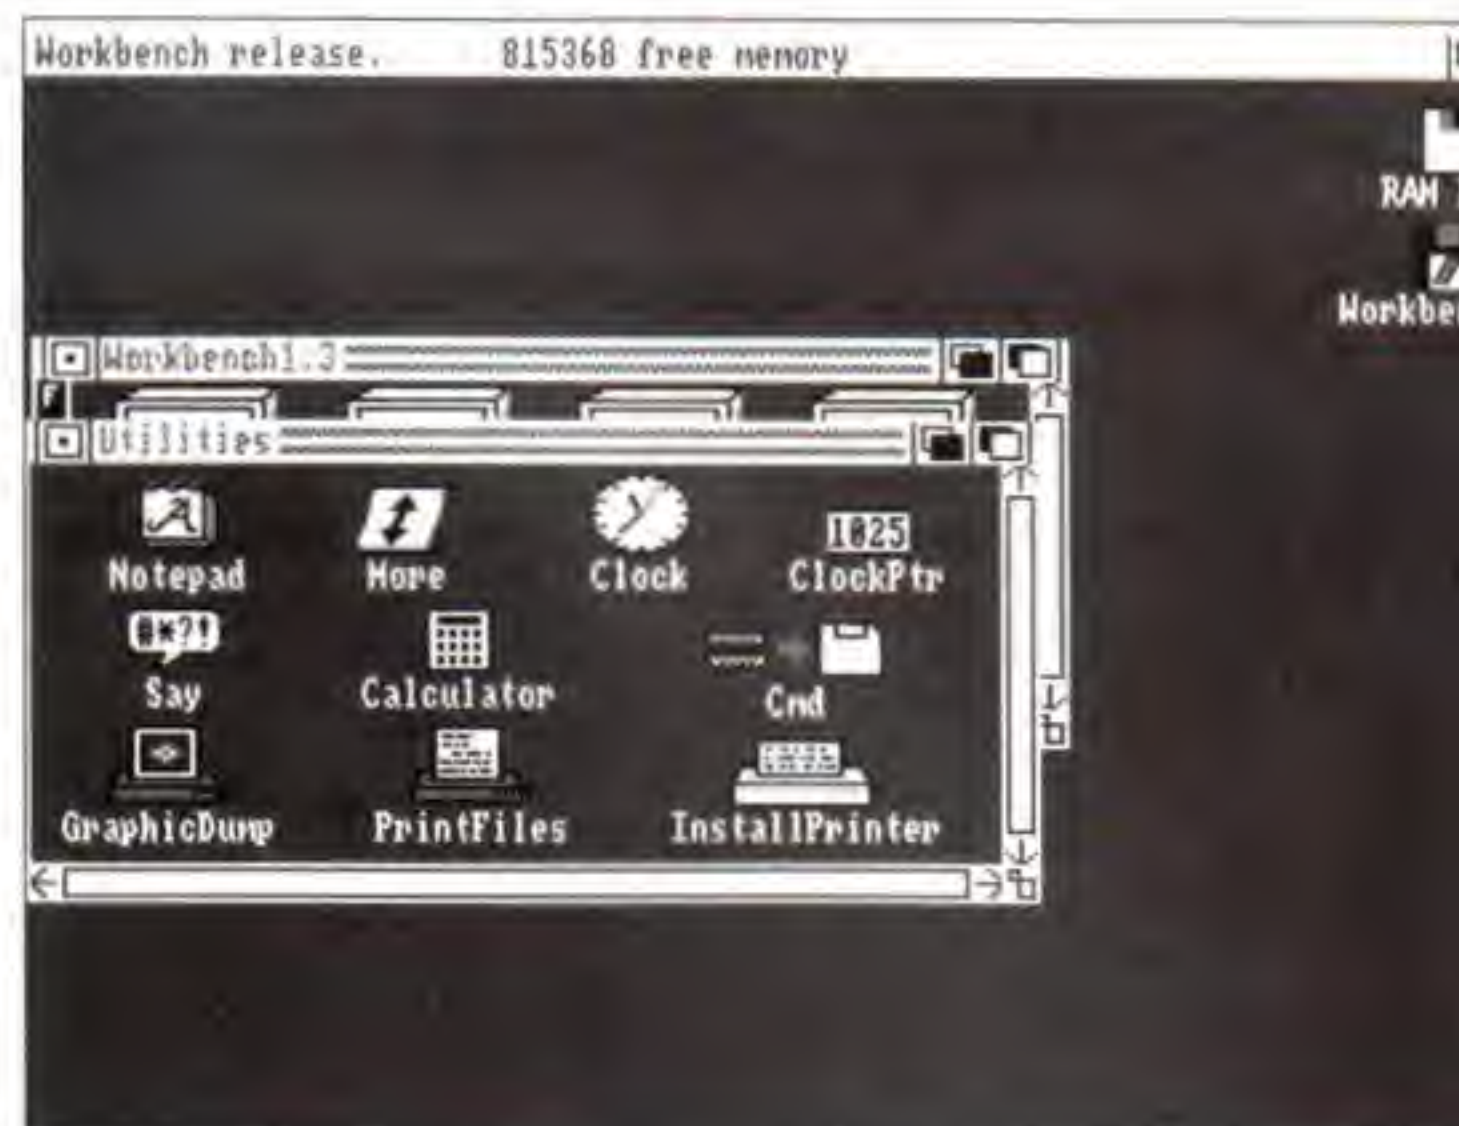 Workbench release. 815368 free memory
RAM
Workbe
Workbench1.3
Utilities
1025
Notepad More Clock ClockPtr
@*?!
Say Calculator Cmd
GraphicDump PrintFiles InstallPrinter